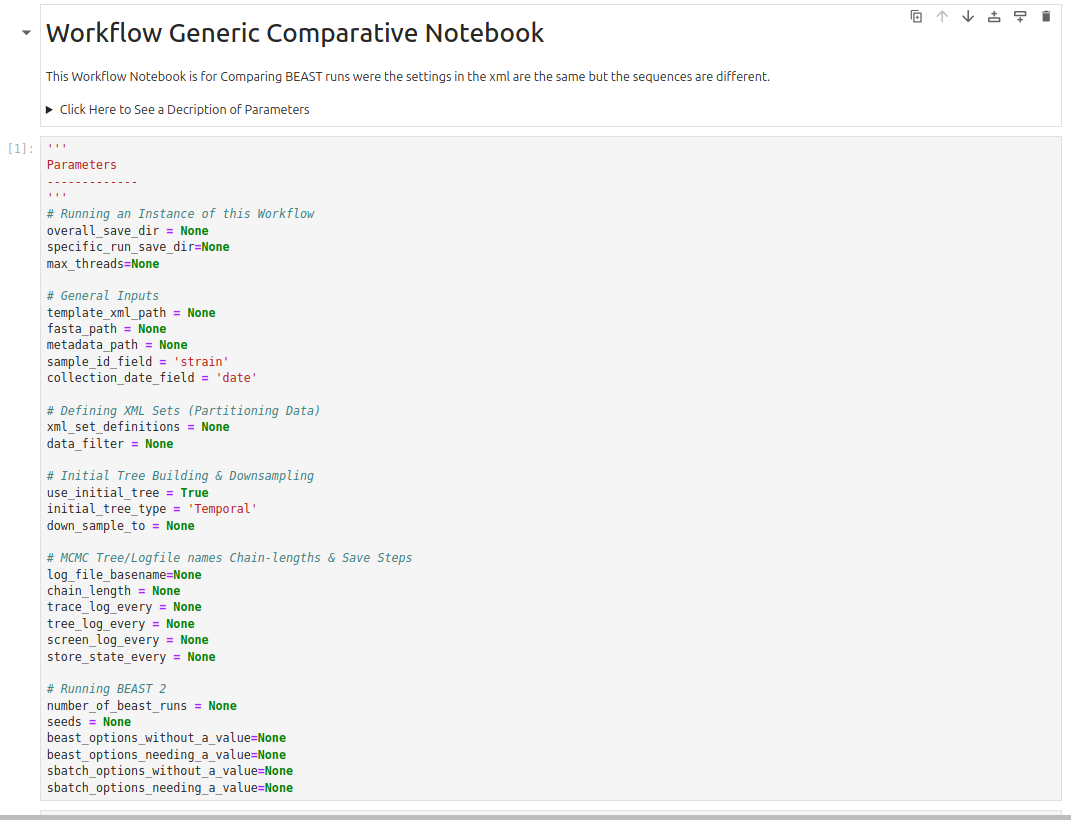 Workflow Generic Comparative Notebook
This Workflow Notebook is for Comparing BEAST runs were the settings in the xml are the same but the sequences are different.
Click Here to See a Decription of Parameters
[1]:
'''
Parameters
-------------
'''
# Running an Instance of this Workflow
overall_save_dir = None
specific_run_save_dir=None
max_threads=None
# General Inputs
template_xml_path = None
fasta_path = None
metadata_path = None
sample_id_field = 'strain'
collection_date_field = 'date'
# Defining XML Sets (Partitioning Data)
xml_set_definitions = None
data_filter = None
# Initial Tree Building & Downsampling
use_initial_tree = True
initial_tree_type = 'Temporal'
down_sample_to = None
# MCMC Tree/Logfile names Chain-lengths & Save Steps
log_file_basename=None
chain_length = None
trace_log_every = None
tree_log_every = None
screen_log_every = None
store_state_every = None
# Running BEAST 2
number_of_beast_runs = None
seeds = None
beast_options_without_a_value=None
beast_options_needing_a_value=None
sbatch_options_without_a_value=None
sbatch_options_needing_a_value=None